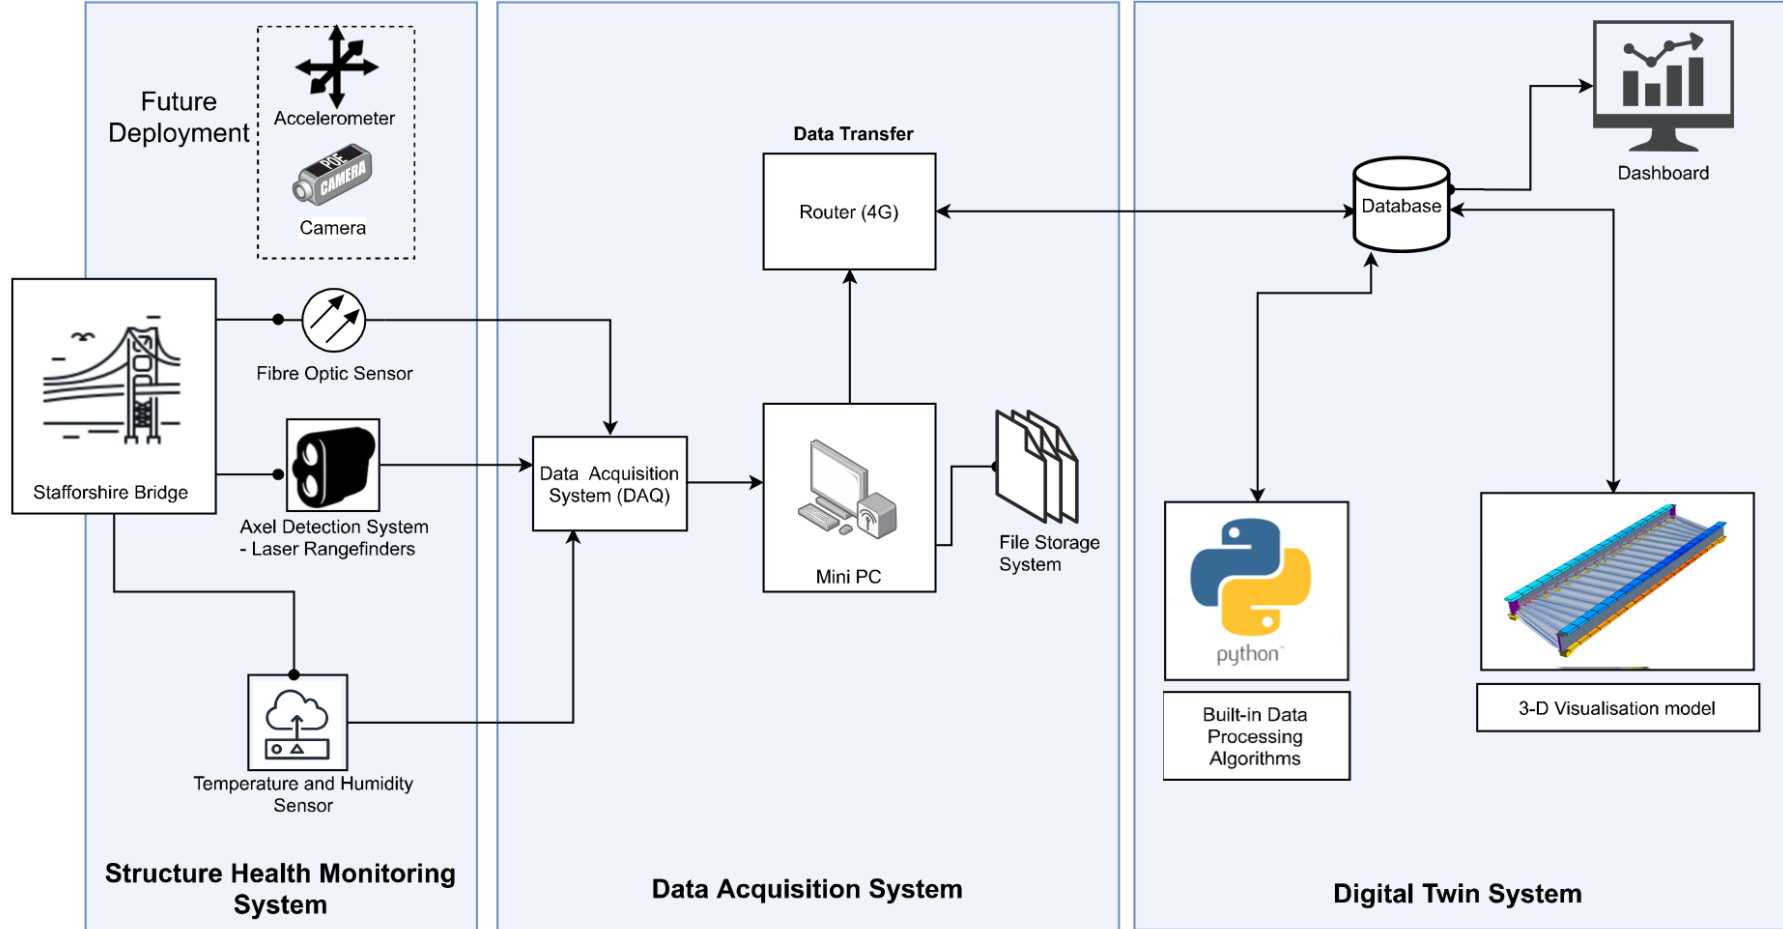 Future
Deployment
Accelerometer
POE
CAMERA
Camera
Stafforshire Bridge
Fibre Optic Sensor
Axel Detection System
- Laser Rangefinders
Temperature and Humidity
Sensor
Structure Health Monitoring
System
Data Transfer
Router (4G)
Data Acquisition
System (DAQ)
Mini PC
File Storage
System
Data Acquisition System
Database
Dashboard
python™
Built-in Data
Processing
Algorithms
3-D Visualisation model
Digital Twin System